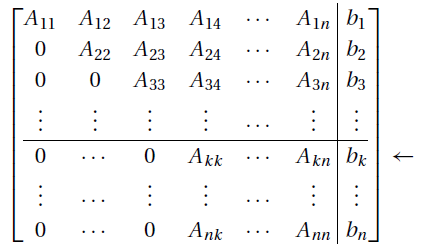 A₁₁ A₁₂ A₁₃ A₁₄ ⋯ A₁ₙ b₁
0 A₂₂ A₂₃ A₂₄ ⋯ A₂ₙ b₂
0 0 A₃₃ A₃₄ ⋯ A₃ₙ b₃
⋮ ⋮ ⋮ ⋮ ⋯ ⋮ ⋮
0 ⋯ 0 Aₖₖ ⋯ Aₖₙ bₖ ←
⋮ ⋯ ⋮ ⋮ ⋯ ⋮ ⋮
0 ⋯ 0 Aₙₖ ⋯ Aₙₙ bₙ